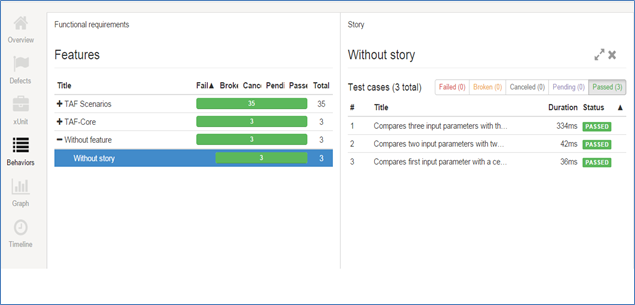 Overview
Defects
xUnit
Behaviors
Graph
Timeline
Functional requirements
Features
Title Fail▲ Broke Cance Pendi Passe Total
TAF Scenarios 35 35
TAF-Core 3 3
Without feature 3 3
Without story 3 3
Story
Without story
Test cases (3 total) Failed (0) Broken (0) Canceled (0) Pending (0) Passed (3)
# Title Duration Status ▲
1 Compares three input parameters with th... 334ms PASSED
2 Compares two input parameters with tw... 42ms PASSED
3 Compares first input parameter with a ce... 36ms PASSED